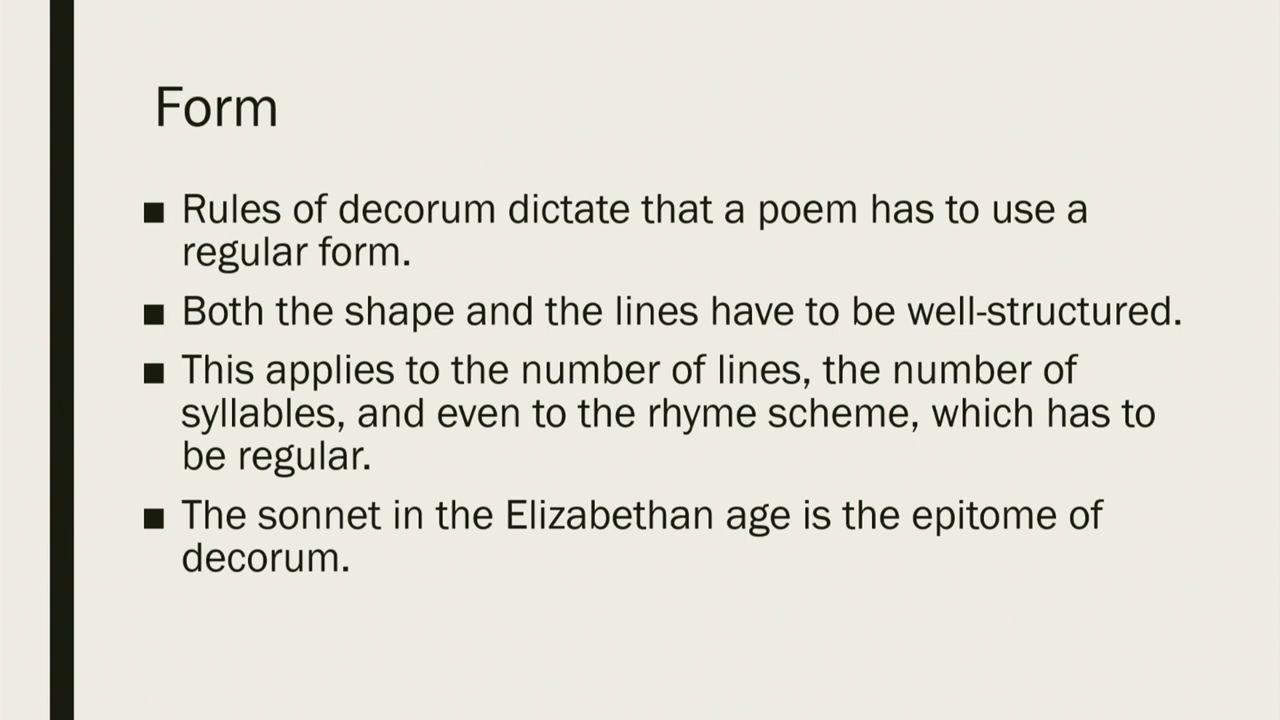 Form
■ Rules of decorum dictate that a poem has to use a
regular form.
■ Both the shape and the lines have to be well-structured.
■ This applies to the number of lines, the number of
syllables, and even to the rhyme scheme, which has to
be regular.
■ The sonnet in the Elizabethan age is the epitome of
decorum.